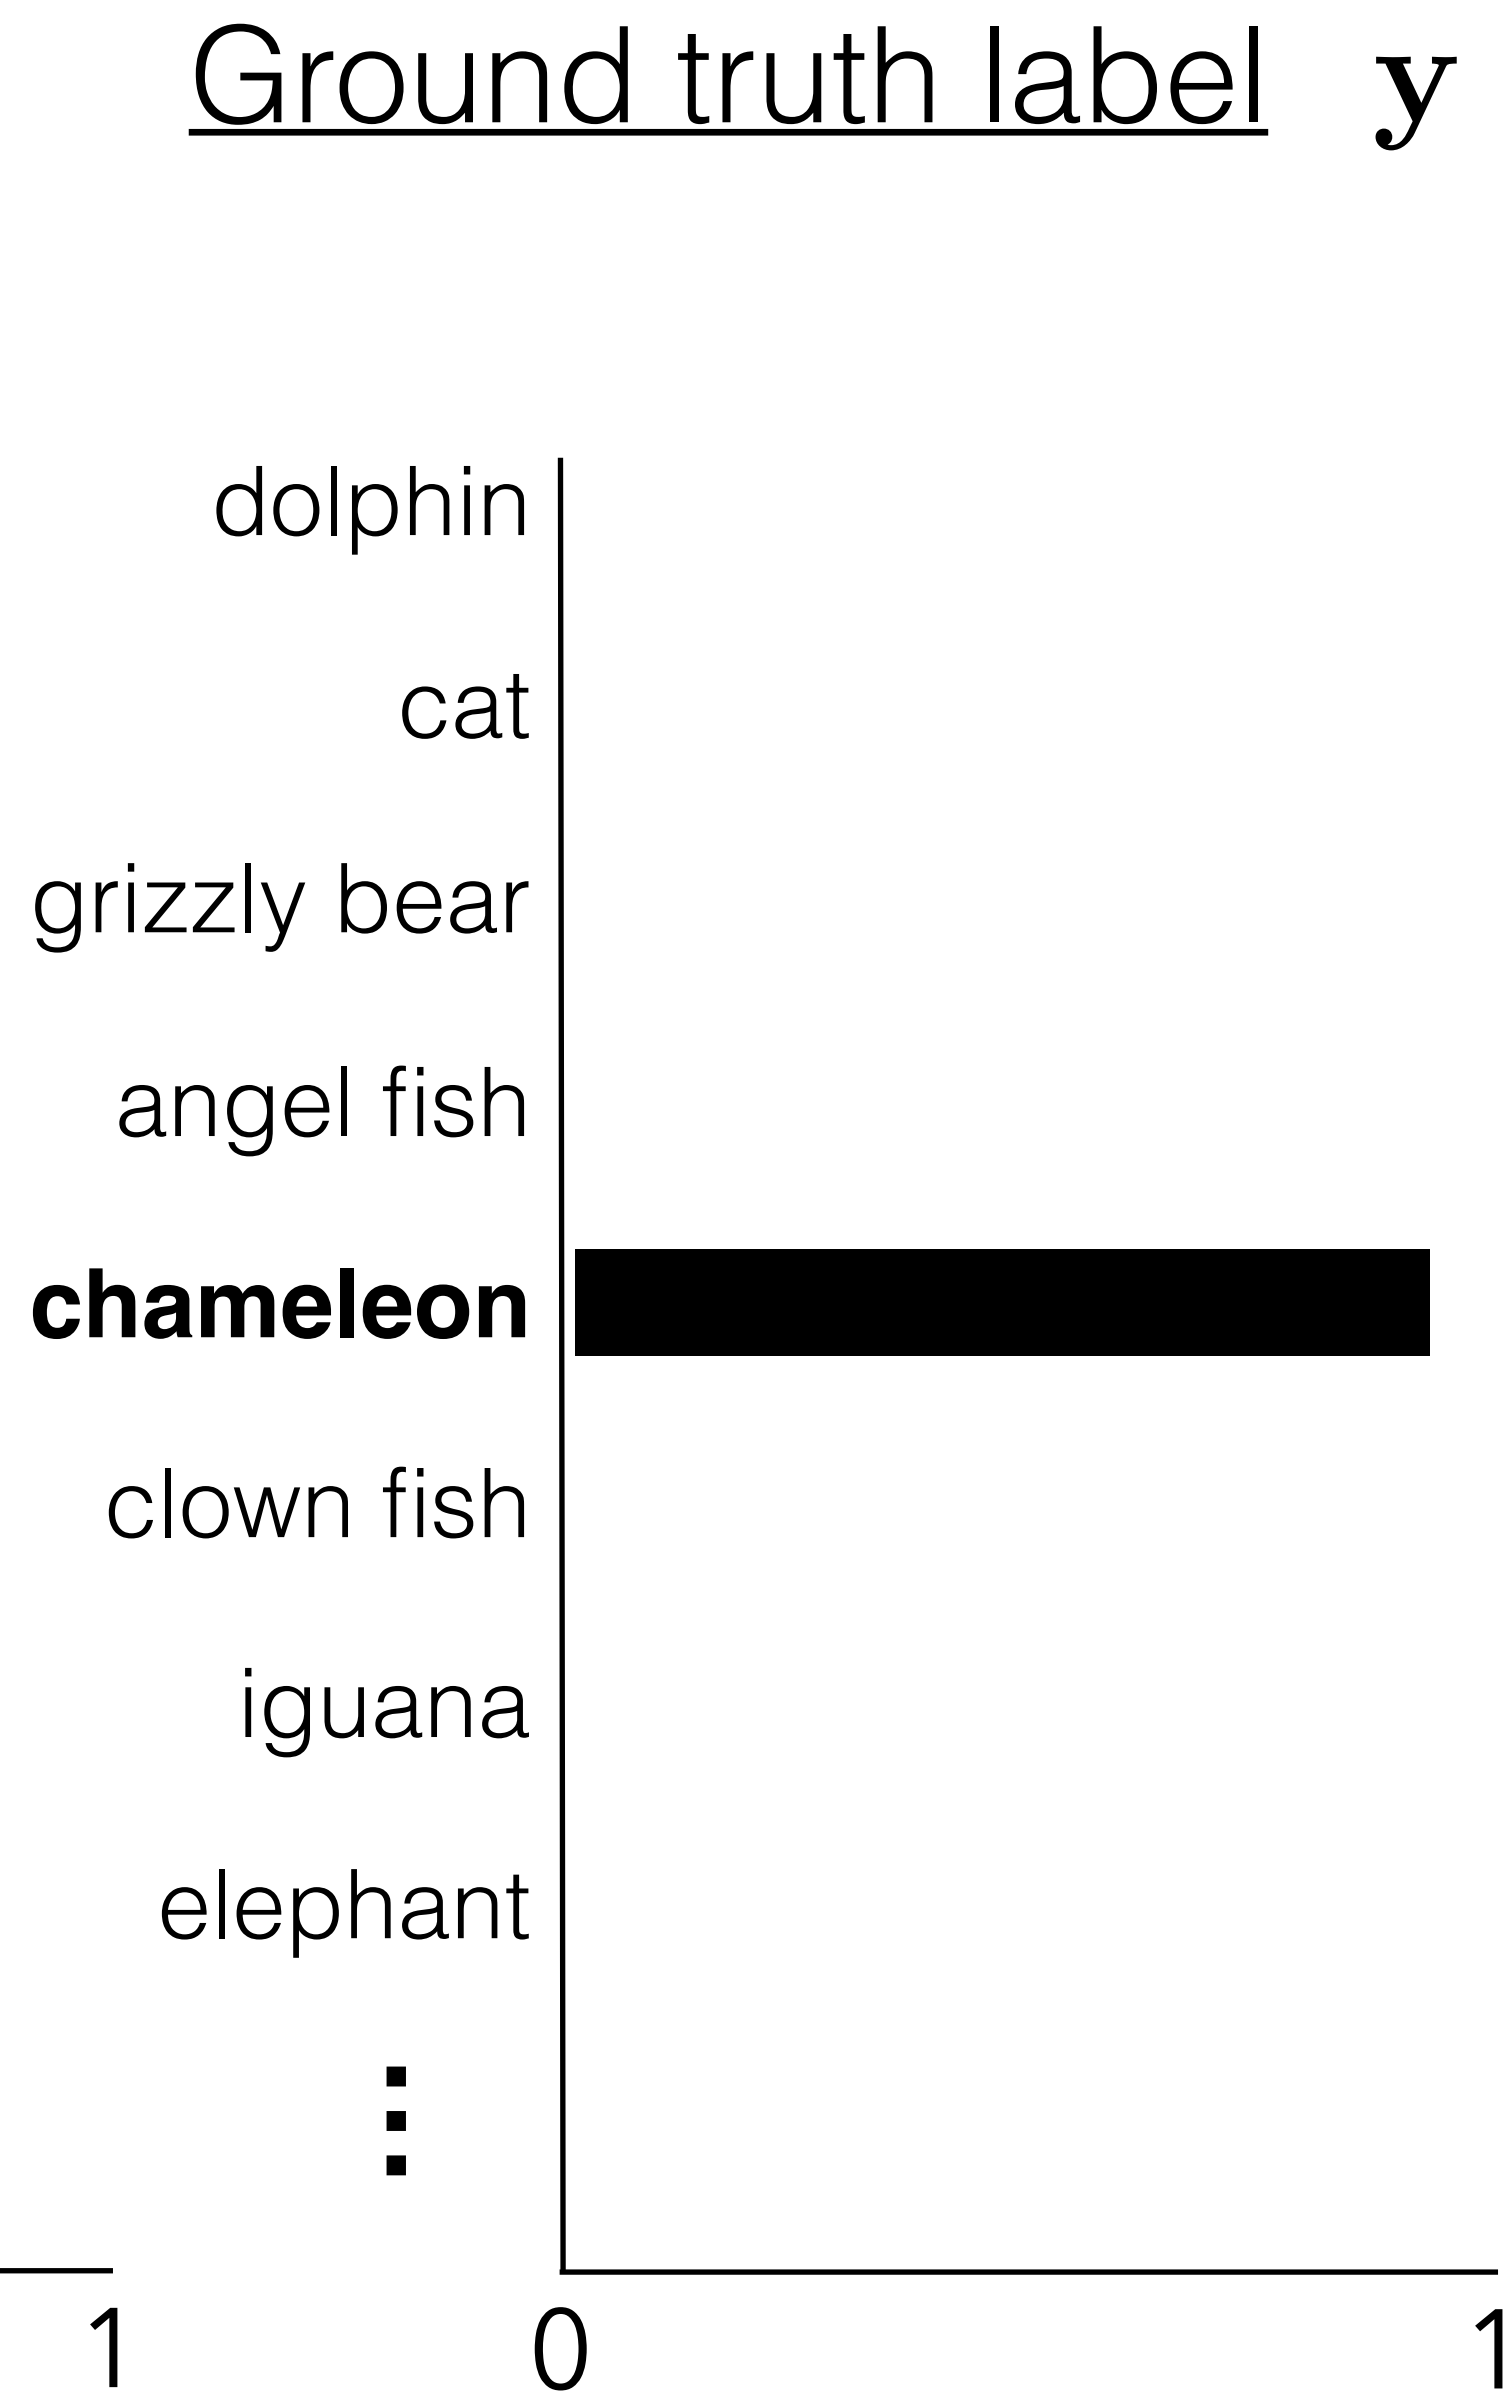 Ground truth label y
dolphin
cat
grizzly bear
angel fish
chameleon
clown fish
iguana
elephant
⋮
1 0 1